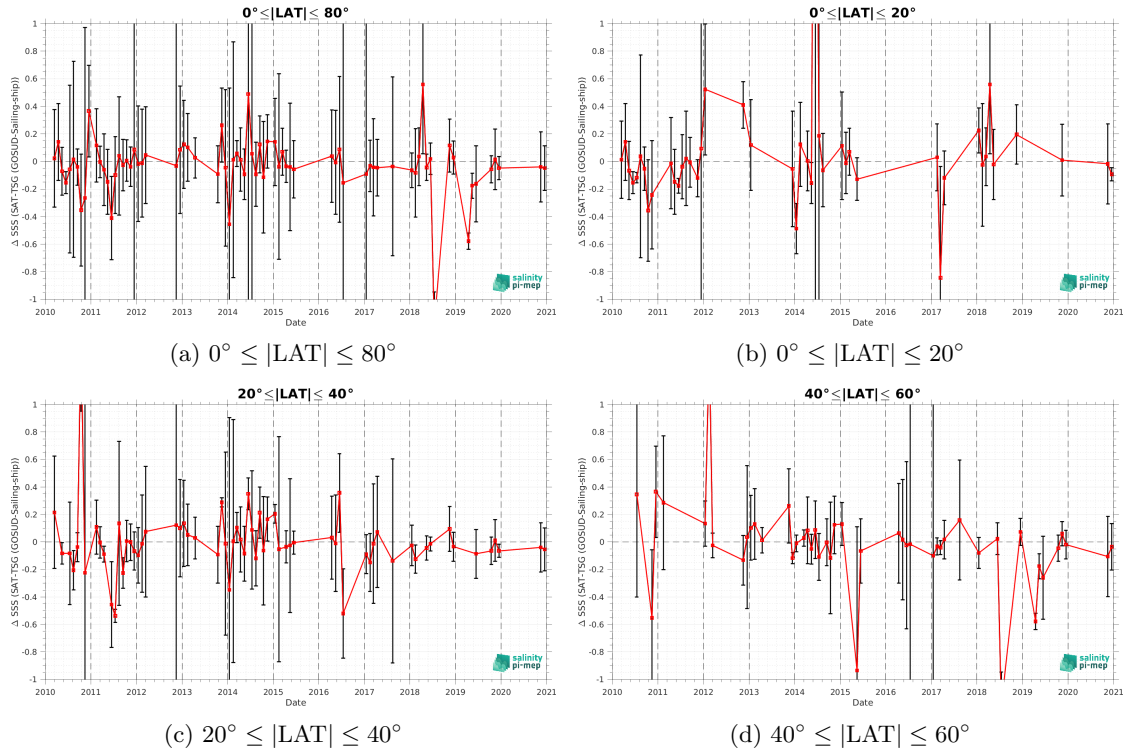 0°≤|LAT|≤ 80°
Δ SSS (SAT-TSG (GOSUD-Sailing-ship))
1
0.8
0.6
0.4
0.2
0
-0.2
-0.4
-0.6
-0.8
-1
2010 2011 2012 2013 2014 2015 2016 2017 2018 2019 2020 2021
Date
salinity
pi-mep
(a) 0° ≤ |LAT| ≤ 80°
0°≤|LAT|≤ 20°
Δ SSS (SAT-TSG (GOSUD-Sailing-ship))
1
0.8
0.6
0.4
0.2
0
-0.2
-0.4
-0.6
-0.8
-1
2010 2011 2012 2013 2014 2015 2016 2017 2018 2019 2020 2021
Date
salinity
pi-mep
(b) 0° ≤ |LAT| ≤ 20°
20°≤|LAT|≤ 40°
Δ SSS (SAT-TSG (GOSUD-Sailing-ship))
1
0.8
0.6
0.4
0.2
0
-0.2
-0.4
-0.6
-0.8
-1
2010 2011 2012 2013 2014 2015 2016 2017 2018 2019 2020 2021
Date
salinity
pi-mep
(c) 20° ≤ |LAT| ≤ 40°
40°≤|LAT|≤ 60°
Δ SSS (SAT-TSG (GOSUD-Sailing-ship))
1
0.8
0.6
0.4
0.2
0
-0.2
-0.4
-0.6
-0.8
-1
2010 2011 2012 2013 2014 2015 2016 2017 2018 2019 2020 2021
Date
salinity
pi-mep
(d) 40° ≤ |LAT| ≤ 60°